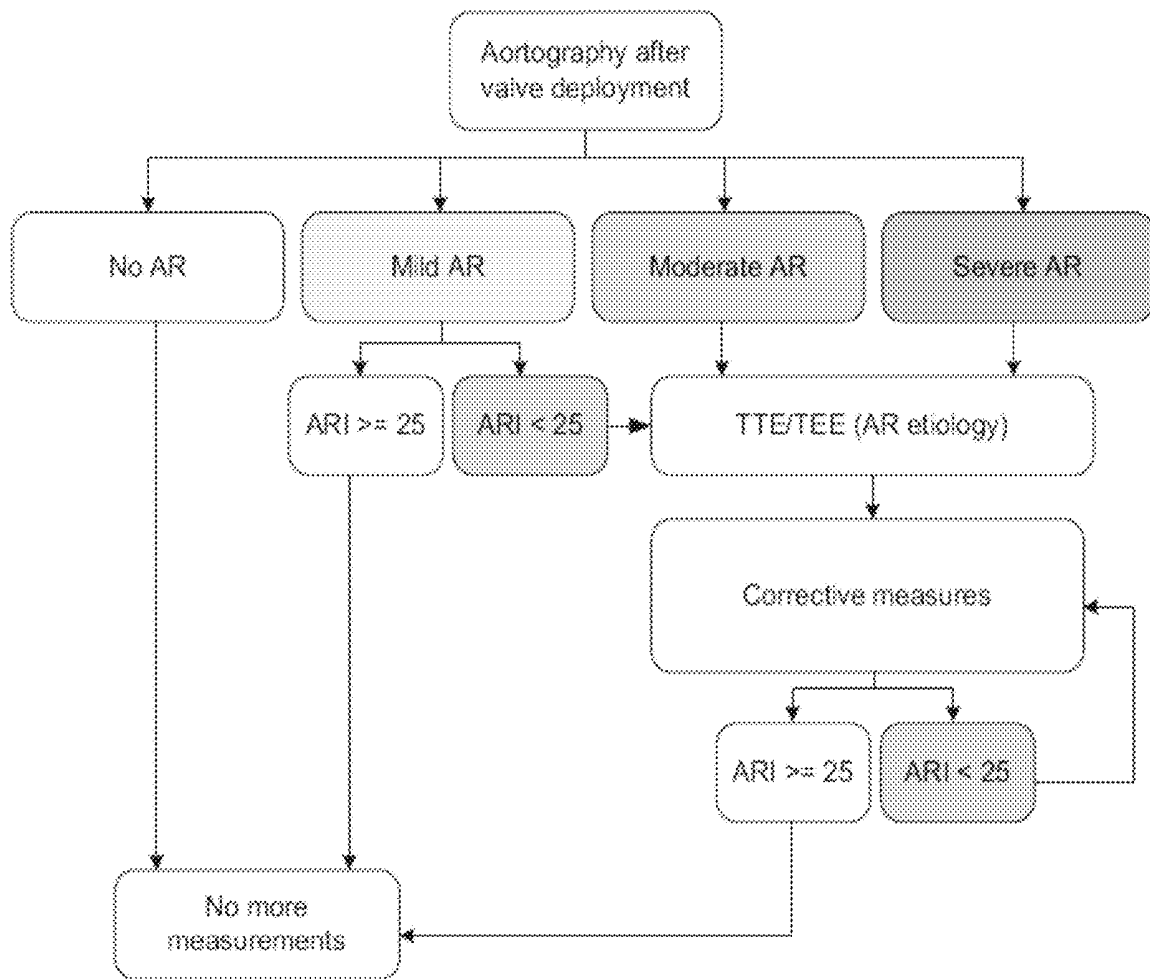 Aortography after
vaive deployment
No AR
Mild AR
Moderate AR
Severe AR
ARI >= 25
ARI < 25
TTE/TEE (AR etiology)
Corrective measures
ARI >= 25
ARI < 25
No more
measurements